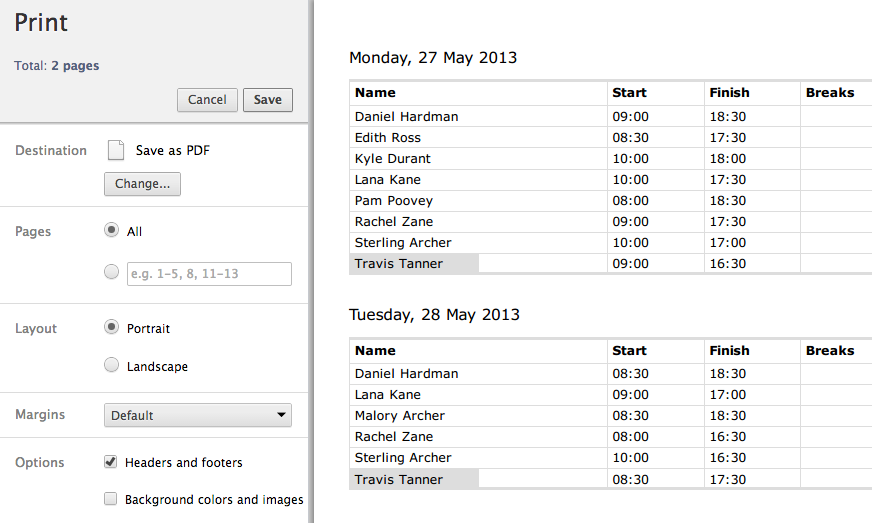 Print
Total: 2 pages
Cancel Save
Destination Save as PDF
Change...
Pages All
e.g. 1-5, 8, 11-13
Layout Portrait
Landscape
Margins Default
Options Headers and footers
Background colors and images
Monday, 27 May 2013
Name Start Finish Breaks
Daniel Hardman 09:00 18:30
Edith Ross 08:30 17:30
Kyle Durant 10:00 18:00
Lana Kane 10:00 17:30
Pam Poovey 08:00 18:30
Rachel Zane 09:00 17:30
Sterling Archer 10:00 17:00
Travis Tanner 09:00 16:30
Tuesday, 28 May 2013
Name Start Finish Breaks
Daniel Hardman 08:30 18:30
Lana Kane 09:00 17:00
Malory Archer 08:30 18:30
Rachel Zane 08:00 16:30
Sterling Archer 10:00 16:30
Travis Tanner 08:30 17:30